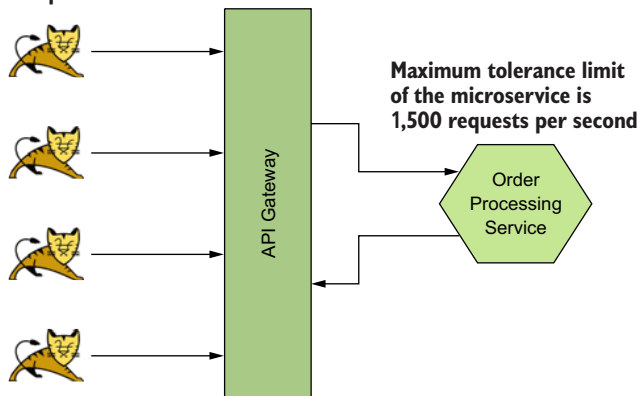 Maximum tolerance limit
of the microservice is
1,500 requests per second
API Gateway
Order
Processing
Service